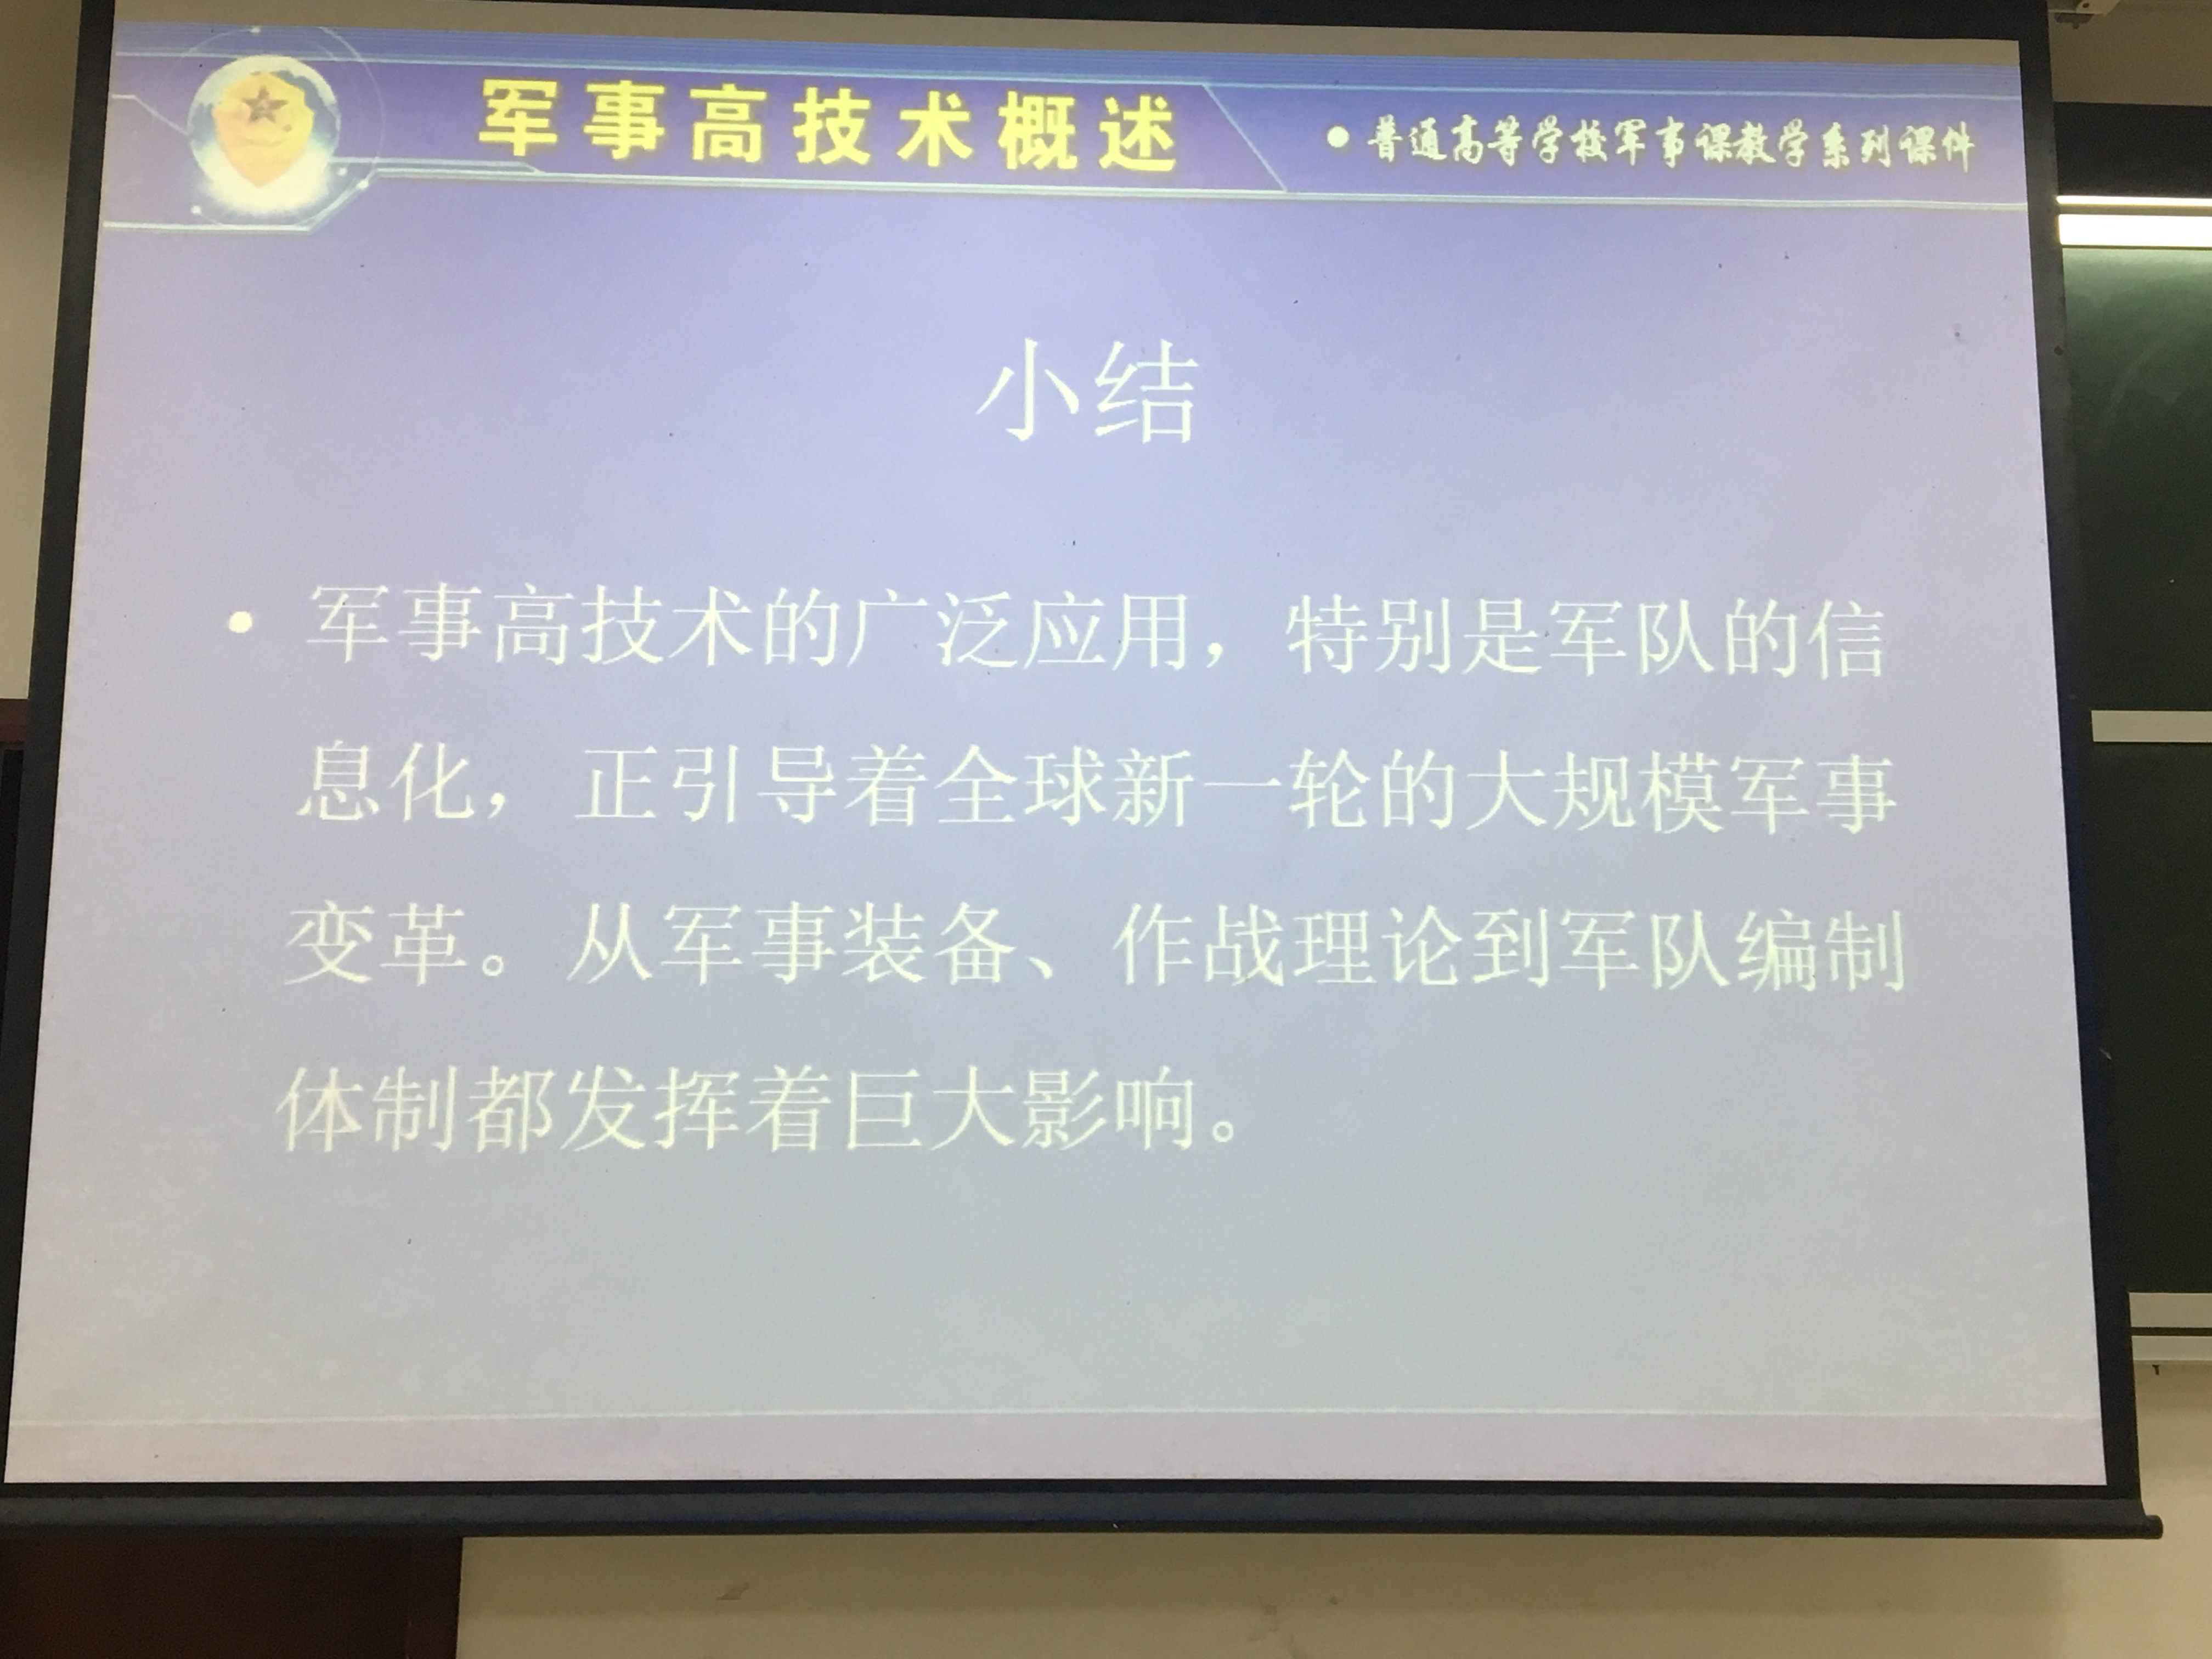 军事高技术概述
• 普通高等学校军事课教学系列课件
小结
• 军事高技术的广泛应用，特别是军队的信
息化，正引导着全球新一轮的大规模军事
变革。从军事装备、作战理论到军队编制
体制都发挥着巨大影响。